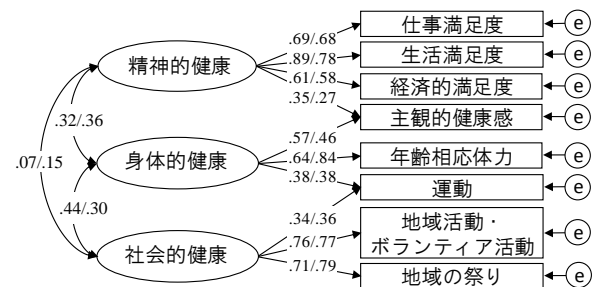 仕事満足度
e
.69/.68
生活満足度
e
精神的健康
.89/.78
.61/.58
経済的満足度
e
.35/.27
主観的健康感
e
.32/.36
.57/.46
.07/.15
身体的健康
.64/.84
年齢相応体力
e
.38/.38
運動
e
.44/.30
.34/.36
地域活動・
ボランティア活動
e
社会的健康
.76/.77
.71/.79
地域の祭り
e